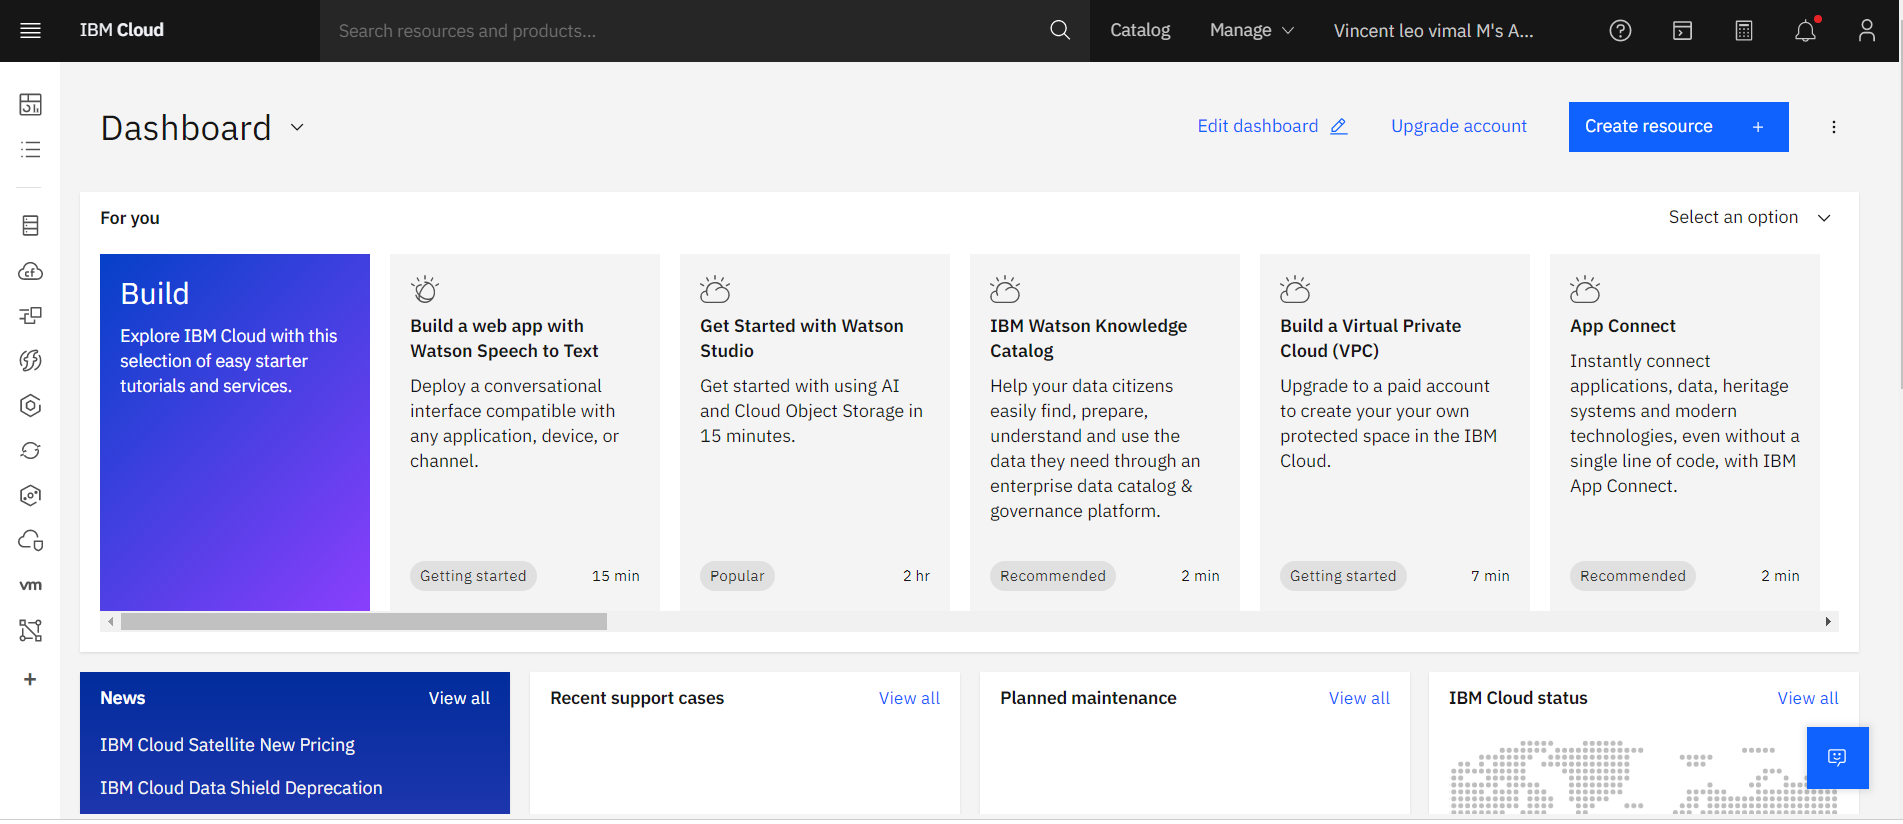 IBM Cloud
Search resources and products...
Catalog
Manage
Vincent leo vimal M's A...
Dashboard
Edit dashboard
Upgrade account
Create resource +
For you
Select an option
Build
Explore IBM Cloud with this
selection of easy starter
tutorials and services.
Build a web app with
Watson Speech to Text
Deploy a conversational
interface compatible with
any application, device, or
channel.
Getting started
15 min
Get Started with Watson
Studio
Get started with using AI
and Cloud Object Storage in
15 minutes.
Popular
2 hr
IBM Watson Knowledge
Catalog
Help your data citizens
easily find, prepare,
understand and use the
data they need through an
enterprise data catalog &
governance platform.
Recommended
2 min
Build a Virtual Private
Cloud (VPC)
Upgrade to a paid account
to create your your own
protected space in the IBM
Cloud.
Getting started
7 min
App Connect
Instantly connect
applications, data, heritage
systems and modern
technologies, even without a
single line of code, with IBM
App Connect.
Recommended
2 min
cf
vm
+
News
View all
IBM Cloud Satellite New Pricing
IBM Cloud Data Shield Deprecation
Recent support cases
View all
Planned maintenance
View all
IBM Cloud status
View all